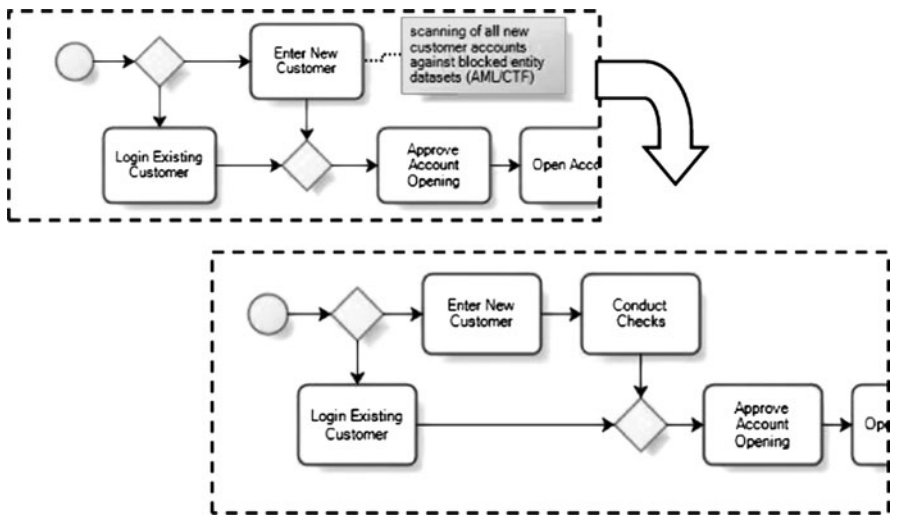 Enter New
Customer
scanning of all new
customer accounts
against blocked entity
datasets (AML/CTF)
Login Existing
Customer
Approve
Account
Opening
Open Acco
Enter New
Customer
Conduct
Checks
Login Existing
Customer
Approve
Account
Opening
Ope